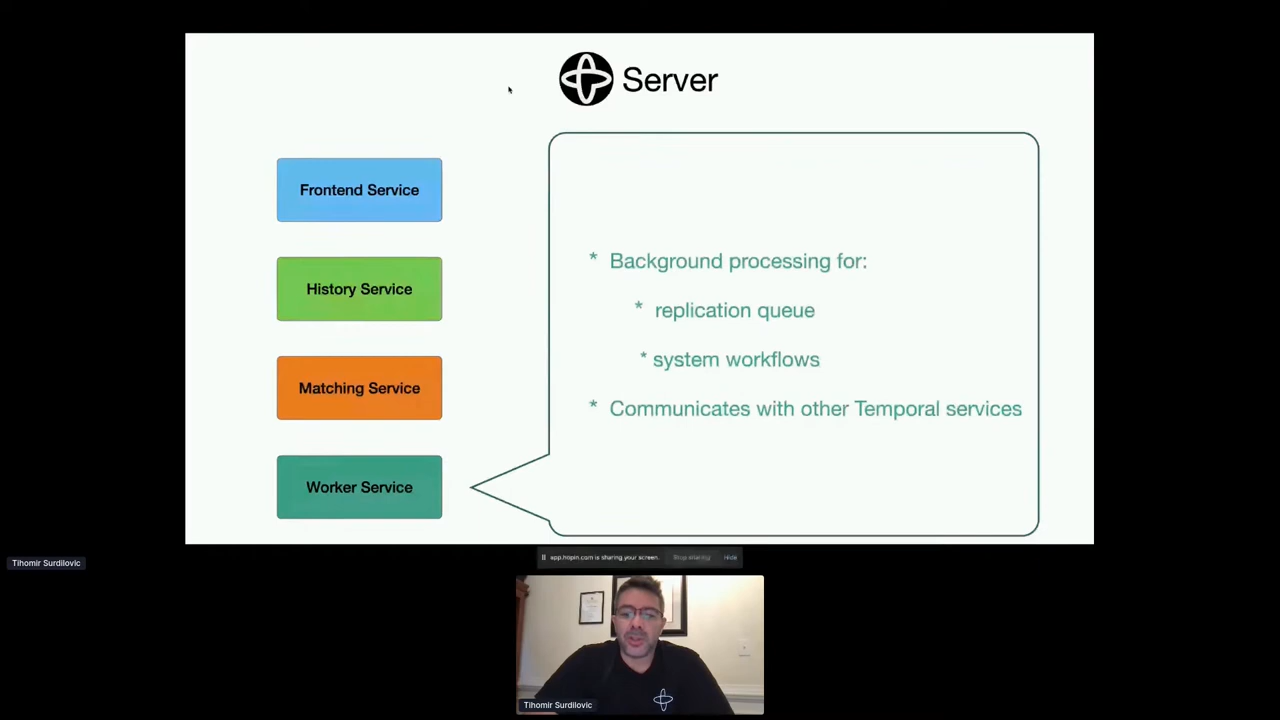 Server
Frontend Service
History Service
Matching Service
Worker Service
* Background processing for:
* replication queue
* system workflows
* Communicates with other Temporal services
Tihomir Surdilovic
app.hopin.com is sharing your screen.
Stop sharing
Hide
Tihomir Surdilovic